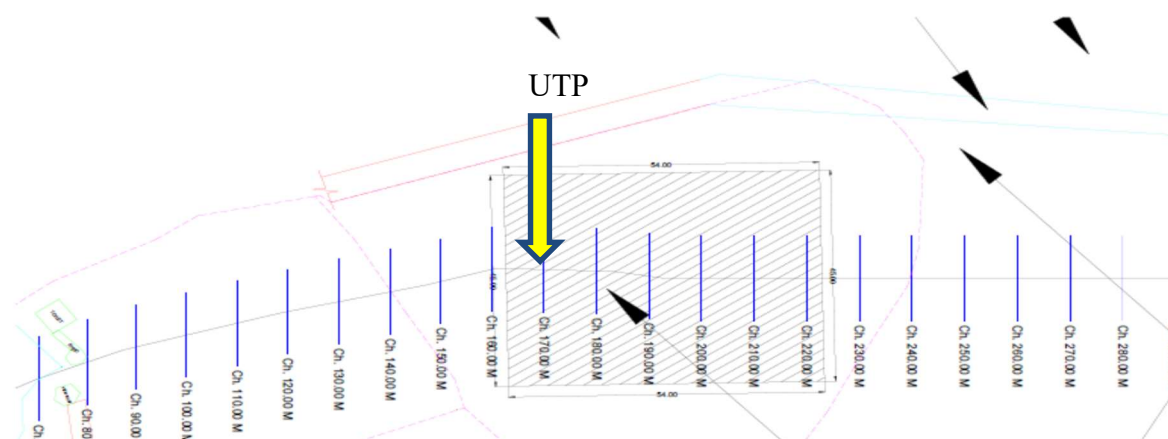 UTP
54.00
45.00
45.00
54.00
Ch
Ch. 80
Ch. 90.00
Ch. 100.00 M
Ch. 110.00 M
Ch. 120.00 M
Ch. 130.00 M
Ch. 140.00 M
Ch. 150.00 M
Ch. 160.00 M
Ch. 170.00 M
Ch. 180.00 M
Ch. 190.00 M
Ch. 200.00 M
Ch. 210.00 M
Ch. 220.00 M
Ch. 230.00 M
Ch. 240.00 M
Ch. 250.00 M
Ch. 260.00 M
Ch. 270.00 M
Ch. 280.00 M